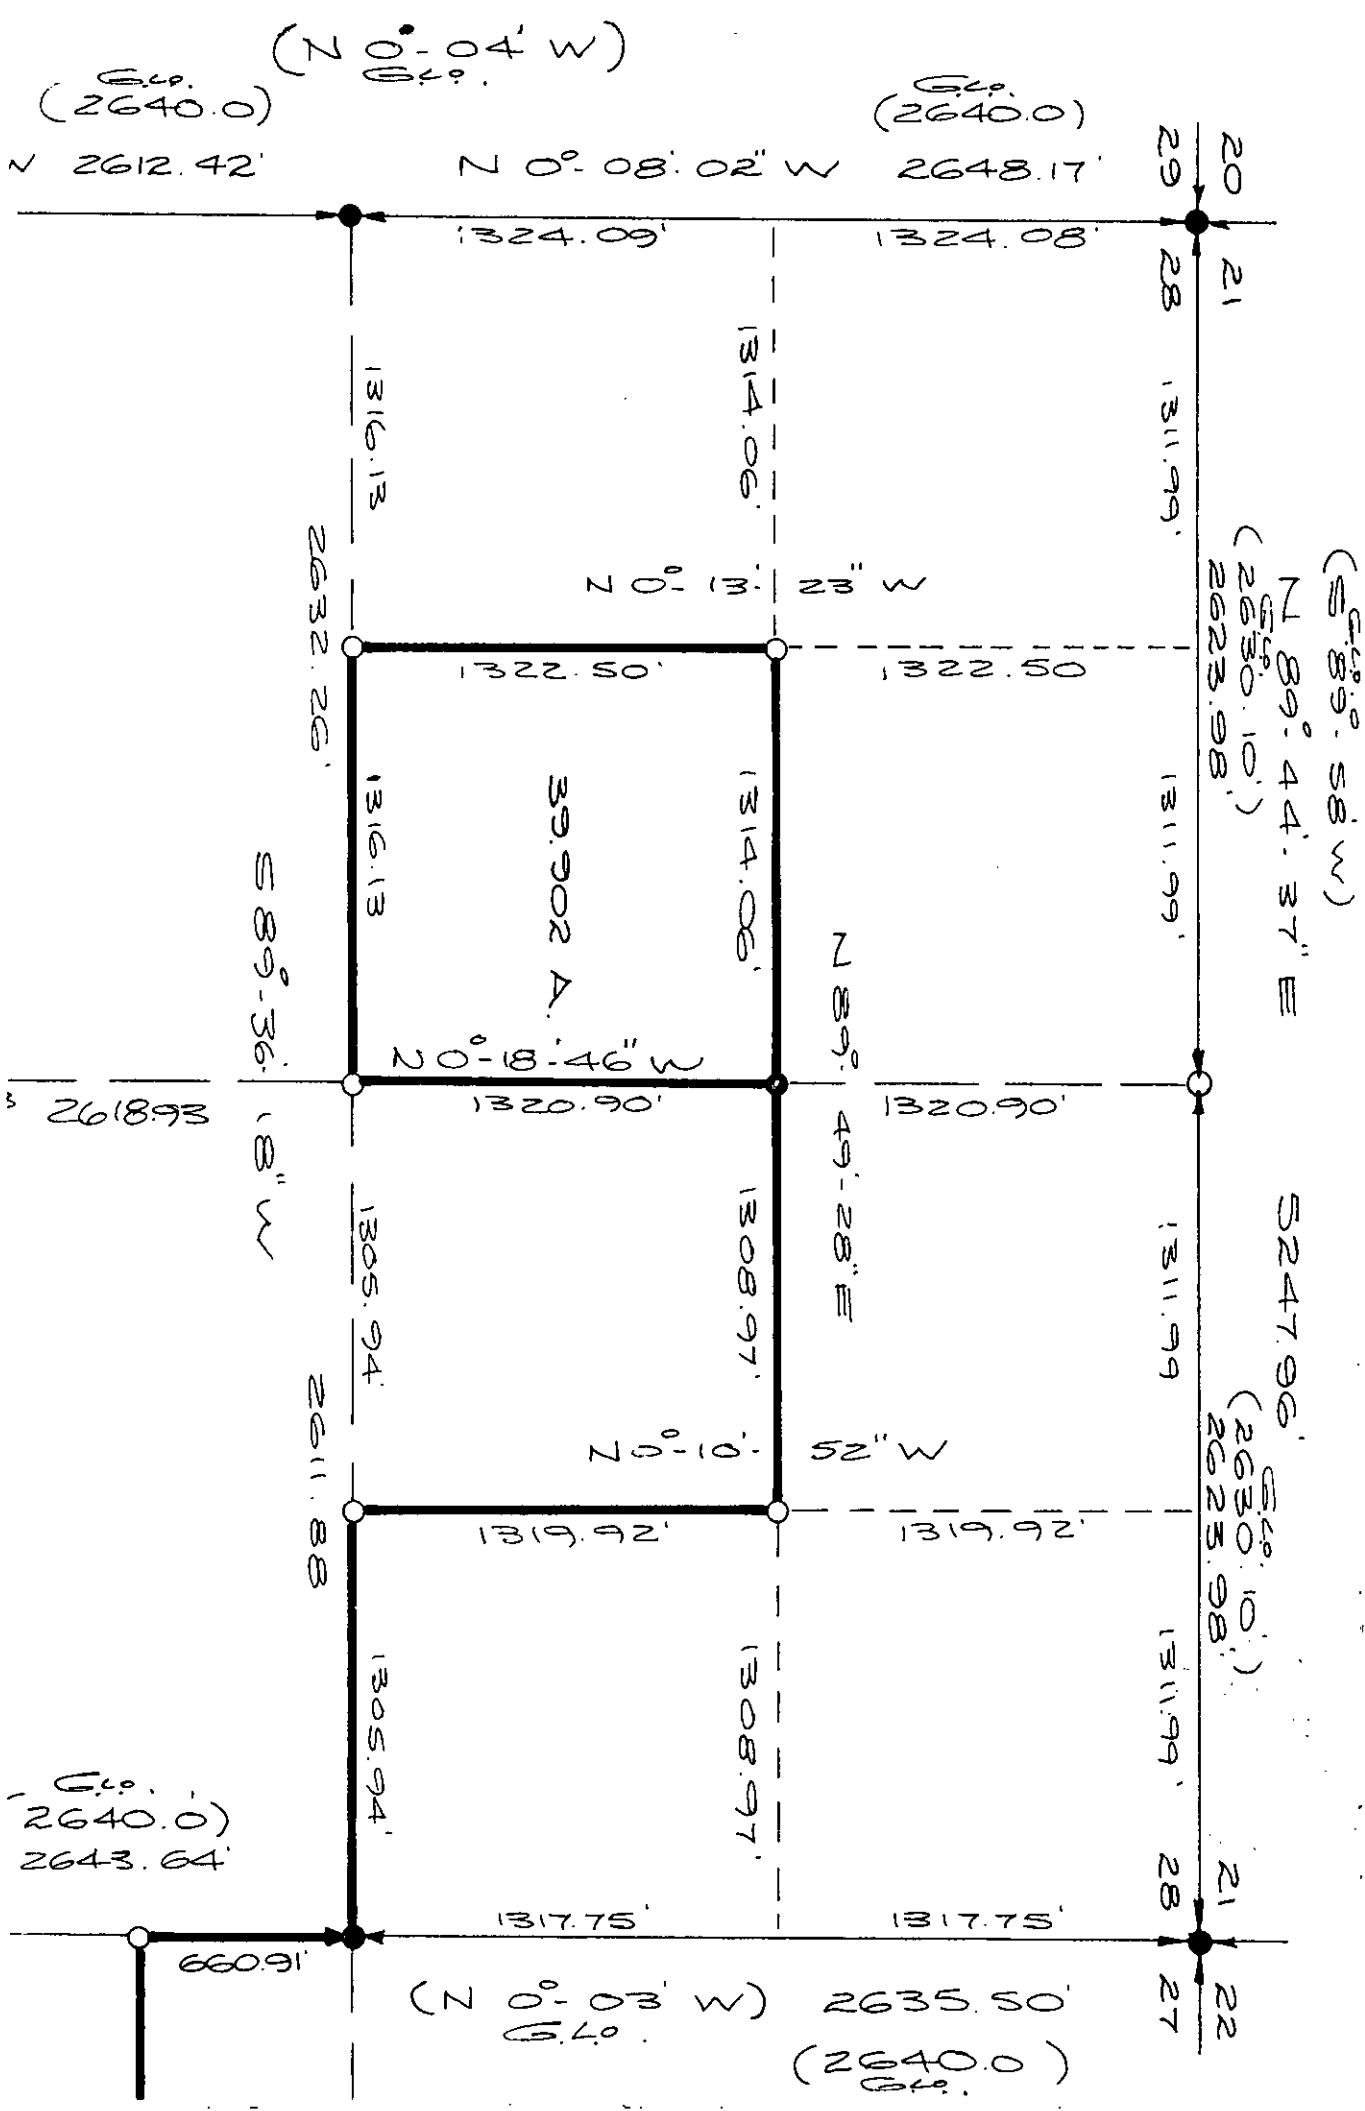 (N 0°-04' W)
G.L.O.
G.L.O.
(2640.0)
G.L.O.
(2640.0)
W 2612.42'
N 0°-08'-02" W
2648.17'
20
29
1324.09'
1324.08'
21
28
1316.13
1314.06'
1311.99'
2632.26'
N 0°-13'-23" W
G.L.O.
(S 89°-58' W)
N 89°-44'-37" E
G.L.O.
(2630.10')
2623.98'
1322.50'
1322.50
1316.13
39.902 A.
1314.06'
1311.99'
S 89°-36'-18" W
N 89°-49'-28" E
N 0°-18'-46" W
2618.93
1320.90'
1320.90'
1305.94'
1308.97'
1311.99
5247.96'
2611.88
N 0°-10'-52" W
G.L.O.
(2630.10')
2623.98'
1319.92'
1319.92'
1305.94'
1308.97'
1311.99'
G.L.O.
2640.0)
2643.64'
21
28
1317.75'
1317.75'
660.91'
(N 0°-03' W)
G.L.O.
2635.50'
22
27
(2640.0)
G.L.O.